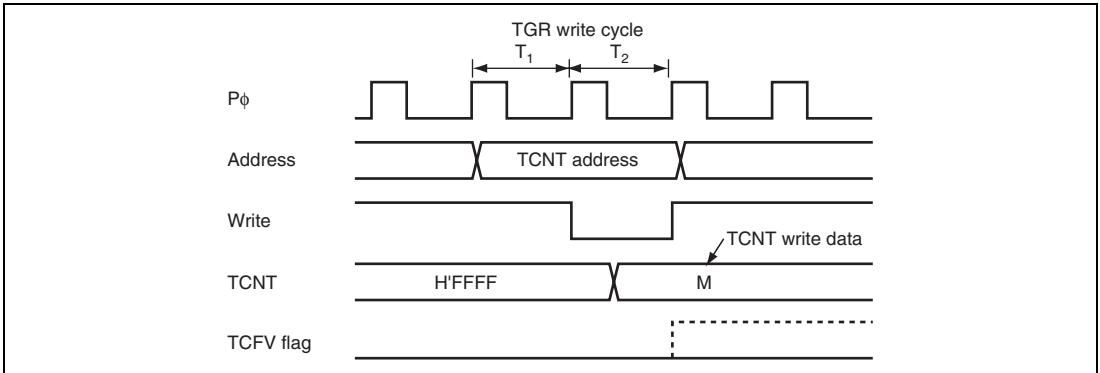 TGR write cycle
T1 T2
Pφ
Address
TCNT address
Write
TCNT write data
TCNT
H'FFFF
M
TCFV flag